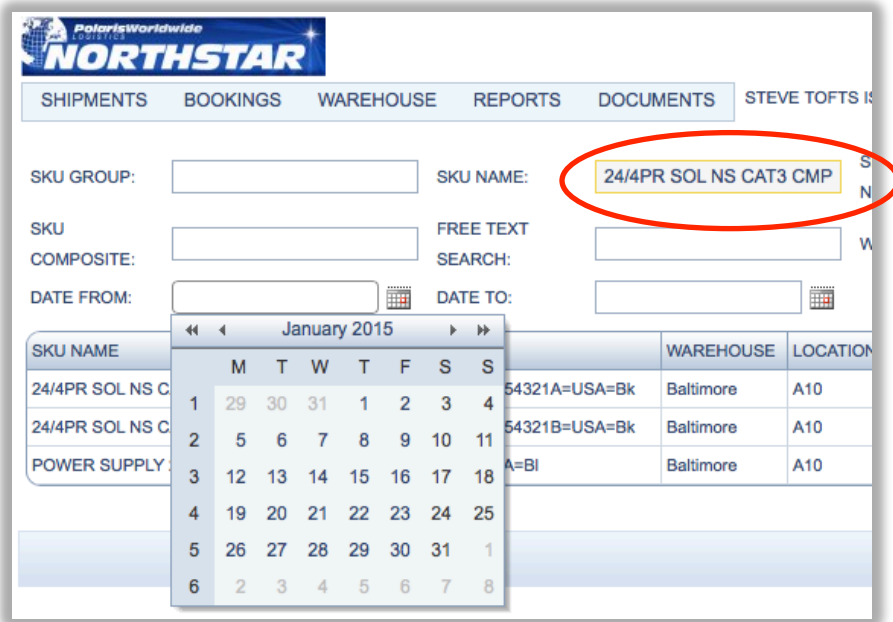 PolarisWorldwide
LOGISTICS
NORTHSTAR
SHIPMENTS BOOKINGS WAREHOUSE REPORTS DOCUMENTS STEVE TOFTS IS
SKU GROUP: SKU NAME: 24/4PR SOL NS CAT3 CMP S
N
SKU COMPOSITE: FREE TEXT SEARCH: W
DATE FROM: DATE TO:
January 2015
SKU NAME WAREHOUSE LOCATION
M T W T F S S
24/4PR SOL NS C 54321A=USA=Bk Baltimore A10
1 29 30 31 1 2 3 4
24/4PR SOL NS C 54321B=USA=Bk Baltimore A10
2 5 6 7 8 9 10 11
POWER SUPPLY A=Bl Baltimore A10
3 12 13 14 15 16 17 18
4 19 20 21 22 23 24 25
5 26 27 28 29 30 31 1
6 2 3 4 5 6 7 8